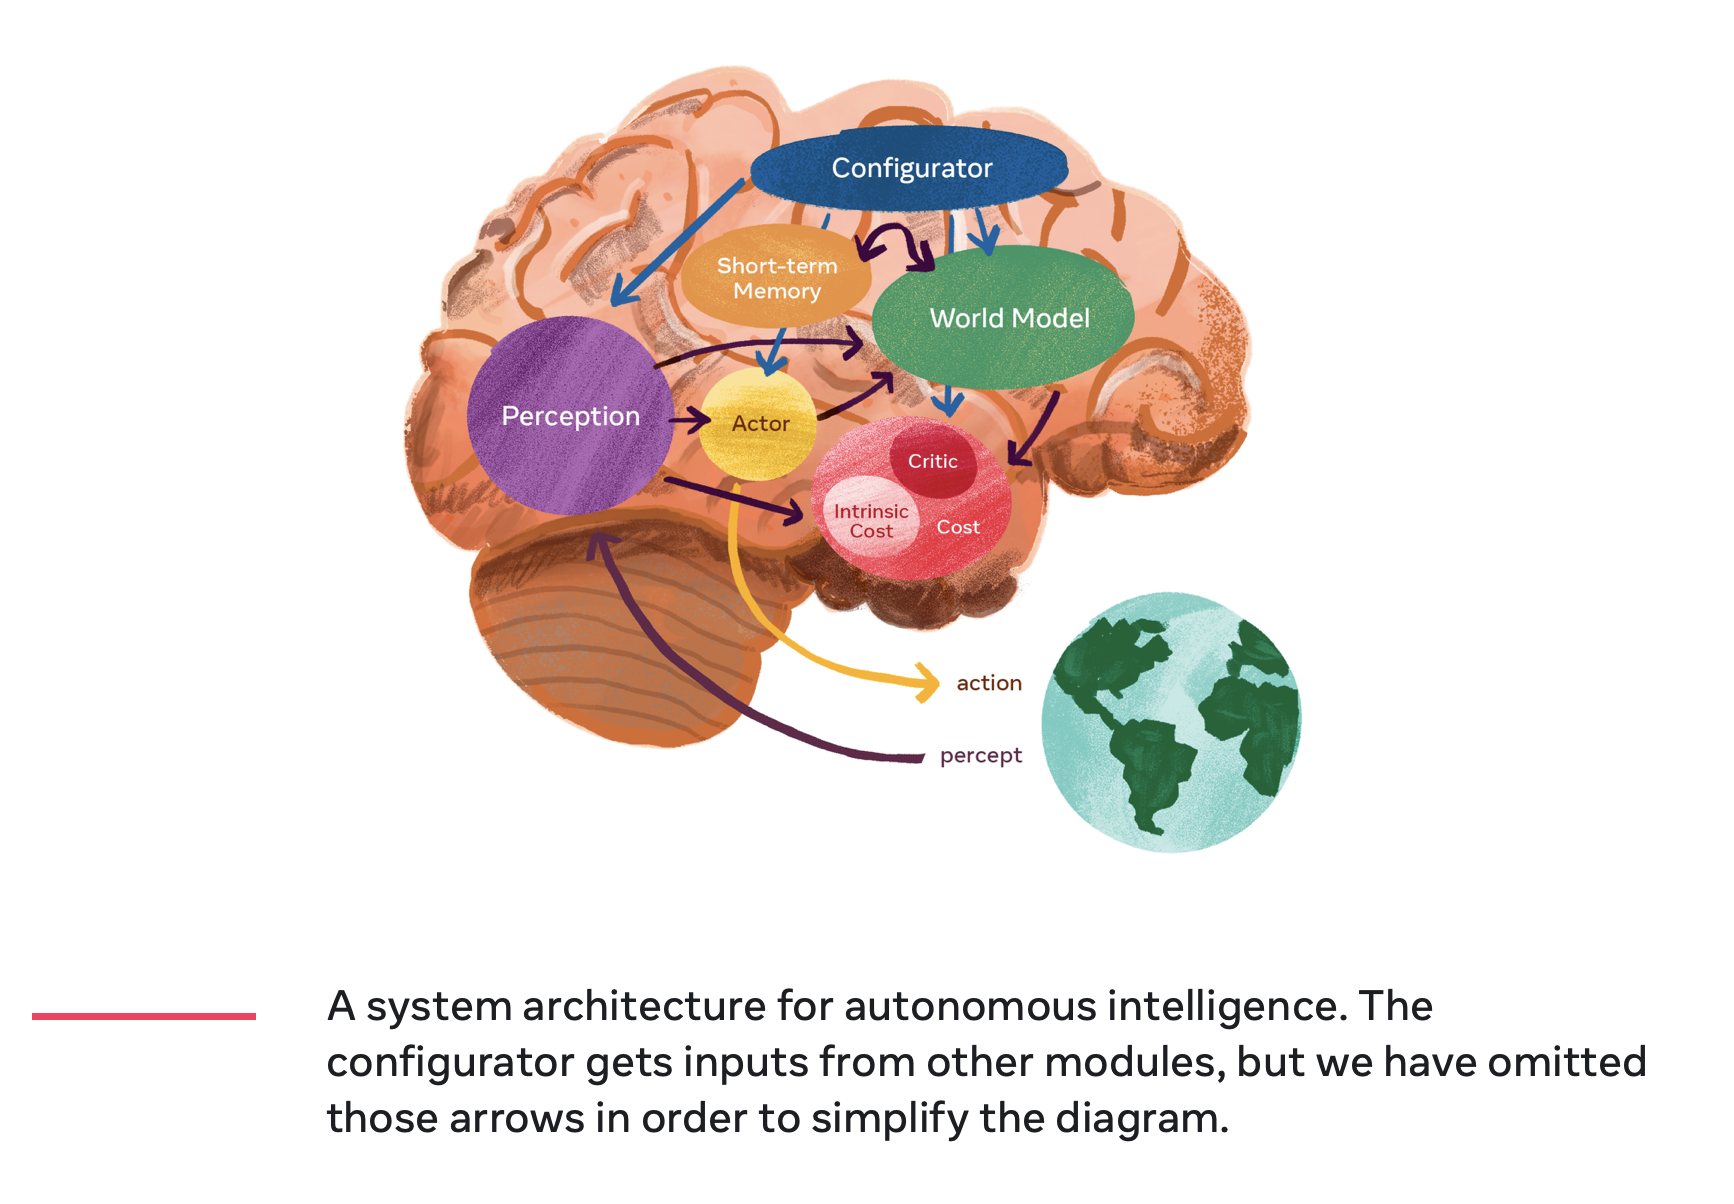 Configurator
Short-term
Memory
World Model
Perception
Actor
Critic
Intrinsic
Cost
Cost
action
percept
A system architecture for autonomous intelligence. The
configurator gets inputs from other modules, but we have omitted
those arrows in order to simplify the diagram.